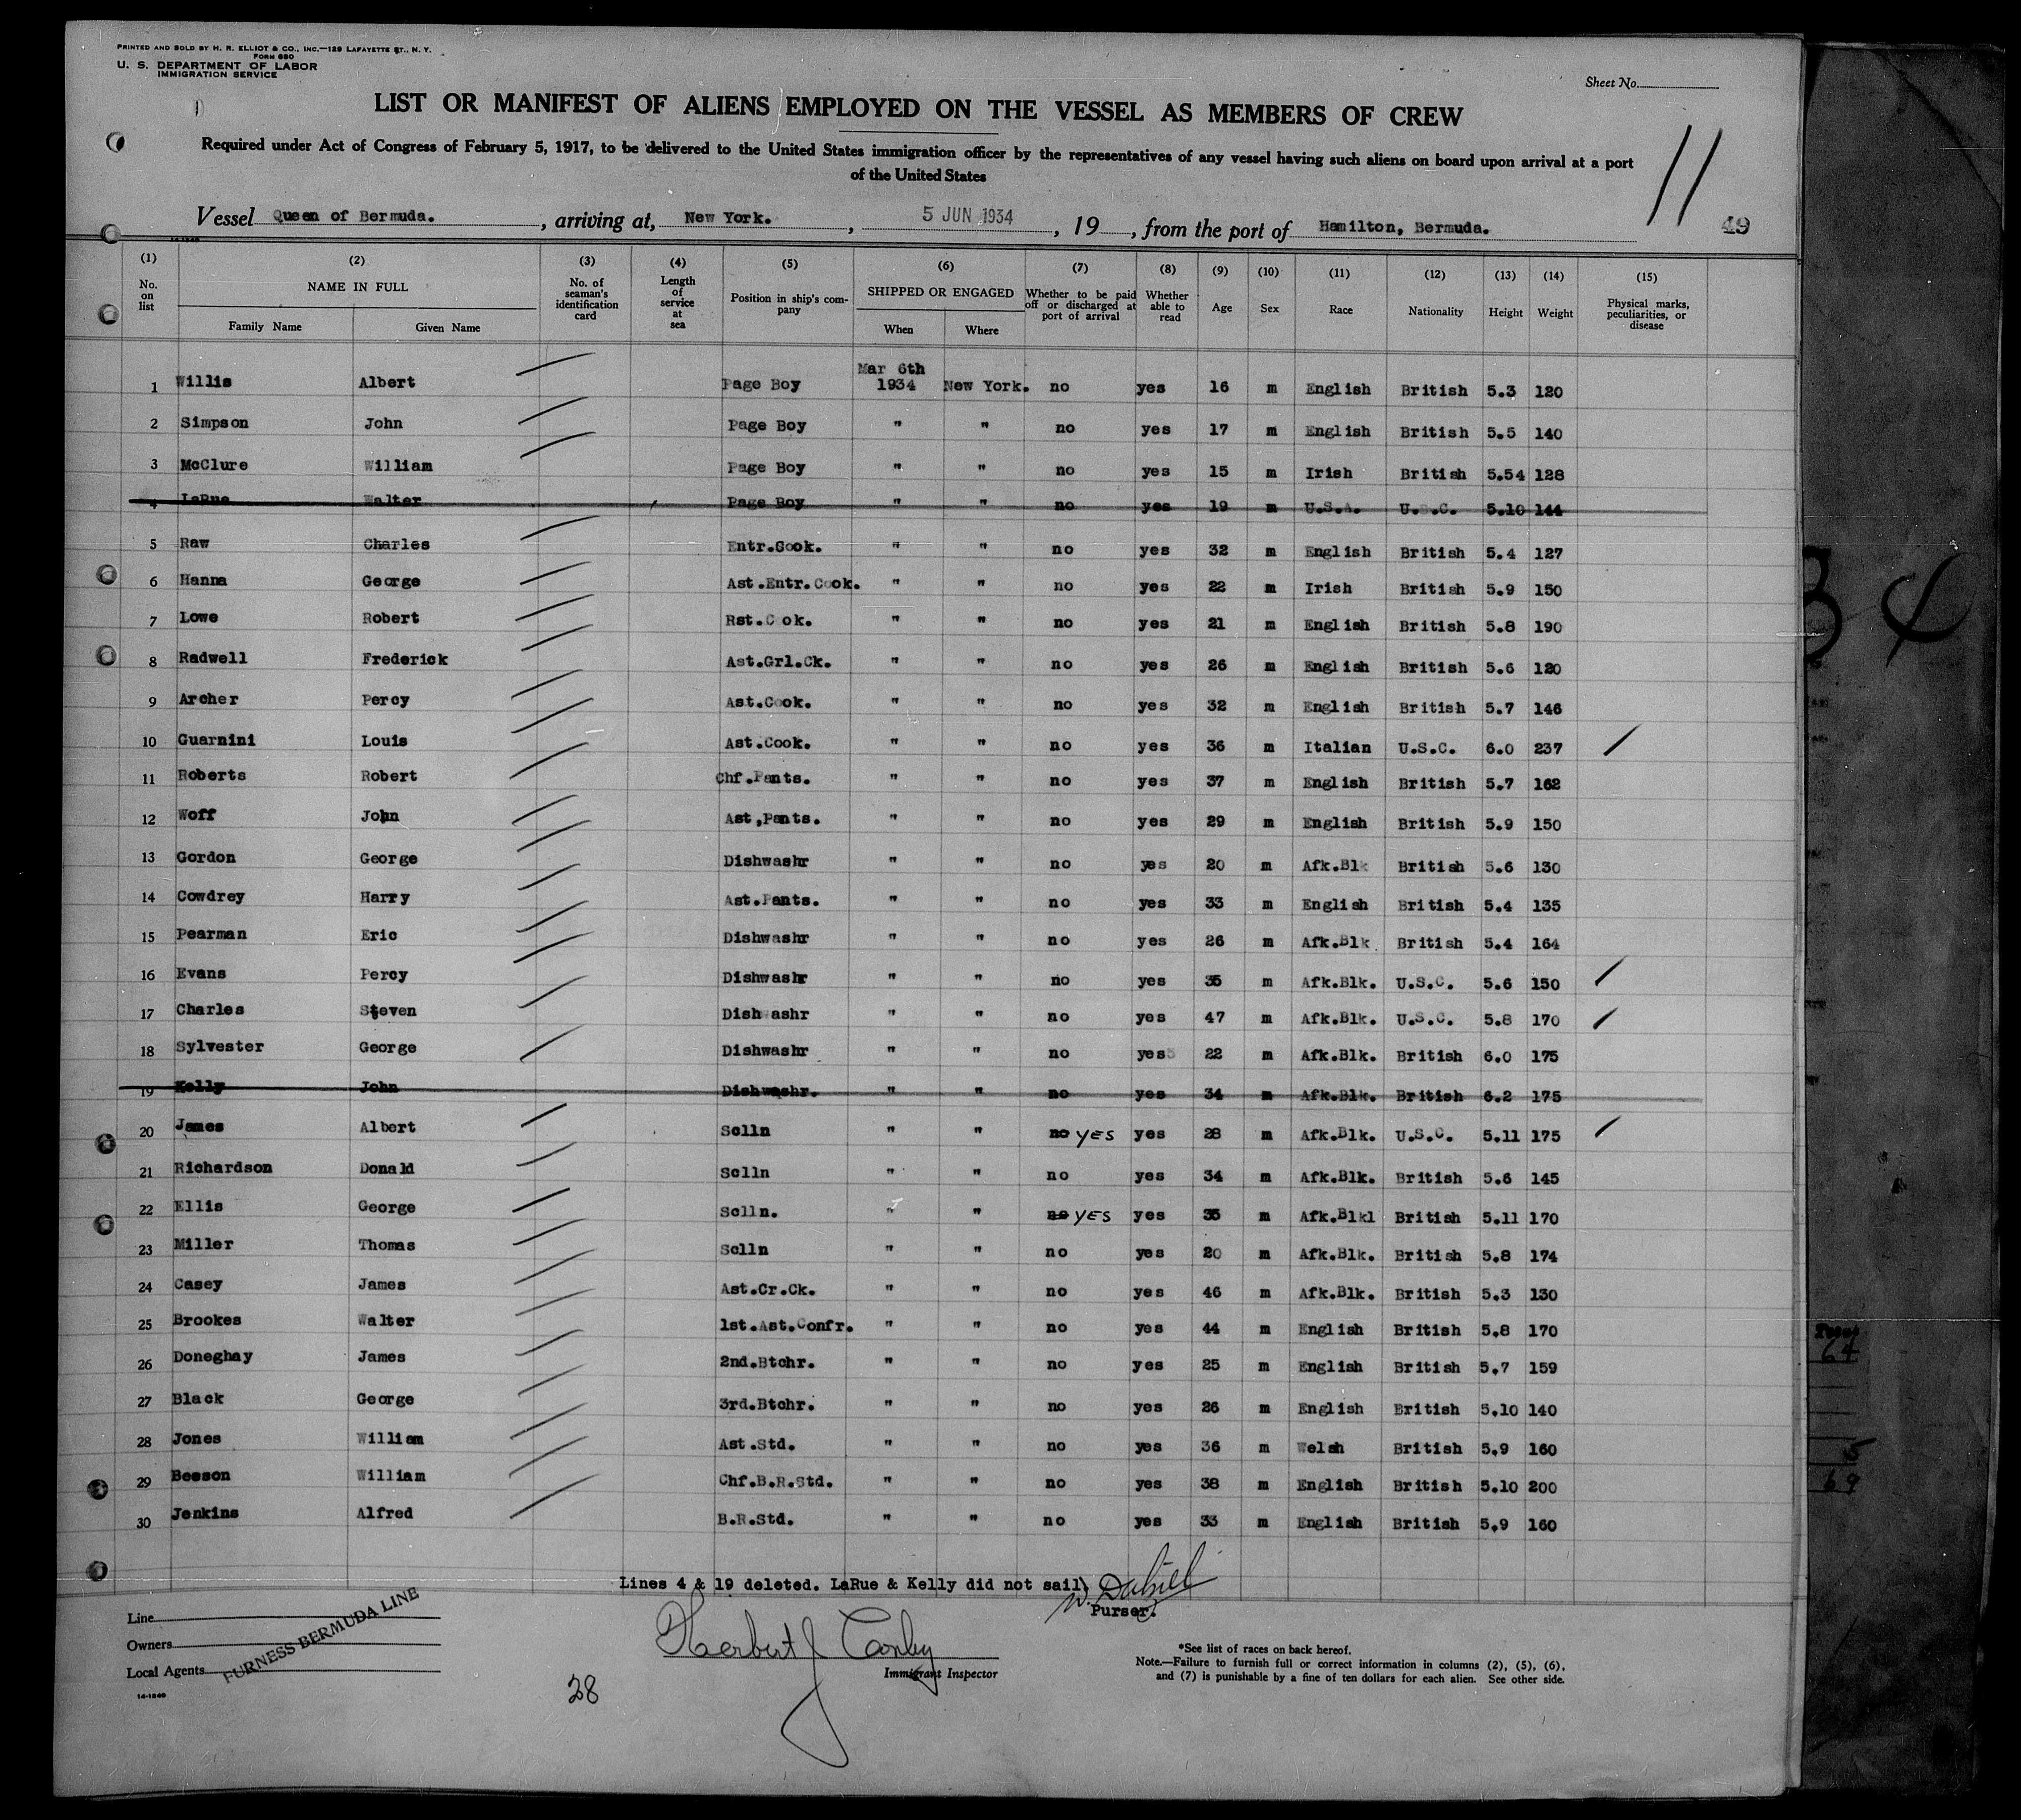 PRINTED AND SOLD BY H. R. ELLIOT & CO., INC.—129 LAFAYETTE ST., N. Y.
FORM 680
U. S. DEPARTMENT OF LABOR
IMMIGRATION SERVICE
Sheet No.
LIST OR MANIFEST OF ALIENS EMPLOYED ON THE VESSEL AS MEMBERS OF CREW
Required under Act of Congress of February 5, 1917, to be delivered to the United States immigration officer by the representatives of any vessel having such aliens on board upon arrival at a port
of the United States
11
Vessel Queen of Bermuda. , arriving at, New York. , 5 JUN 1934 , 19 , from the port of Hamilton, Bermuda. 49
(1) (2) (3) (4) (5) (6) (7) (8) (9) (10) (11) (12) (13) (14) (15)
No. on list NAME IN FULL Family Name Given Name No. of seaman's identification card Length of service at sea Position in ship's company SHIPPED OR ENGAGED When Where Whether to be paid off or discharged at port of arrival Whether able to read Age Sex Race Nationality Height Weight Physical marks, peculiarities, or disease
1 Willis Albert Page Boy Mar 6th 1934 New York. no yes 16 m English British 5.3 120
2 Simpson John Page Boy " " no yes 17 m English British 5.5 140
3 McClure William Page Boy " " no yes 15 m Irish British 5.54 128
4 LaRue Walter Page Boy " " no yes 19 m U.S.A. U.S.C. 5.10 144
5 Raw Charles Entr.Cook. " " no yes 32 m English British 5.4 127
6 Hanna George Ast.Entr.Cook. " " no yes 22 m Irish British 5.9 150
7 Lowe Robert Rst.C ok. " " no yes 21 m English British 5.8 190
8 Radwell Frederick Ast.Grl.Ck. " " no yes 26 m English British 5.6 120
9 Archer Percy Ast.Cook. " " no yes 32 m English British 5.7 146
10 Guarnini Louis Ast.Cook. " " no yes 36 m Italian U.S.C. 6.0 237
11 Roberts Robert Chf.Pants. " " no yes 37 m English British 5.7 162
12 Woff John Ast,Pants. " " no yes 29 m English British 5.9 150
13 Gordon George Dishwashr " " no yes 20 m Afk.Blk British 5.6 130
14 Cowdrey Harry Ast.Pants. " " no yes 33 m English British 5.4 135
15 Pearman Eric Dishwashr " " no yes 26 m Afk.Blk British 5.4 164
16 Evans Percy Dishwashr " " no yes 35 m Afk.Blk. U.S.C. 5.6 150
17 Charles Steven Dishwashr " " no yes 47 m Afk.Blk. U.S.C. 5.8 170
18 Sylvester George Dishwashr " " no yes 22 m Afk.Blk. British 6.0 175
19 Kelly John Dishwashr. " " no yes 34 m Afk.Blk. British 6.2 175
20 James Albert Sclln " " no YES yes 28 m Afk.Blk. U.S.C. 5.11 175
21 Richardson Donald Sclln " " no yes 34 m Afk.Blk. British 5.6 145
22 Ellis George Sclln. " " no YES yes 35 m Afk.Blkl British 5.11 170
23 Miller Thomas Sclln " " no yes 20 m Afk.Blk. British 5.8 174
24 Casey James Ast.Cr.Ck. " " no yes 46 m Afk.Blk. British 5.3 130
25 Brookes Walter 1st.Ast.Confr. " " no yes 44 m English British 5.8 170
26 Doneghay James 2nd.Btchr. " " no yes 25 m English British 5.7 159
27 Black George 3rd.Btchr. " " no yes 26 m English British 5.10 140
28 Jones William Ast.Std. " " no yes 36 m Welsh British 5.9 160
29 Beeson William Chf.B.R.Std. " " no yes 38 m English British 5.10 200
30 Jenkins Alfred B.R.Std. " " no yes 33 m English British 5.9 160
Lines 4 & 19 deleted. LaRue & Kelly did not sail.
Purser.
Line
Owners
Local Agents
FURNESS BERMUDA LINE
14-1240
28
Herbert J
Immigrant Inspector
*See list of races on back hereof.
Note.—Failure to furnish full or correct information in columns (2), (5), (6),
and (7) is punishable by a fine of ten dollars for each alien. See other side.
64
5
69